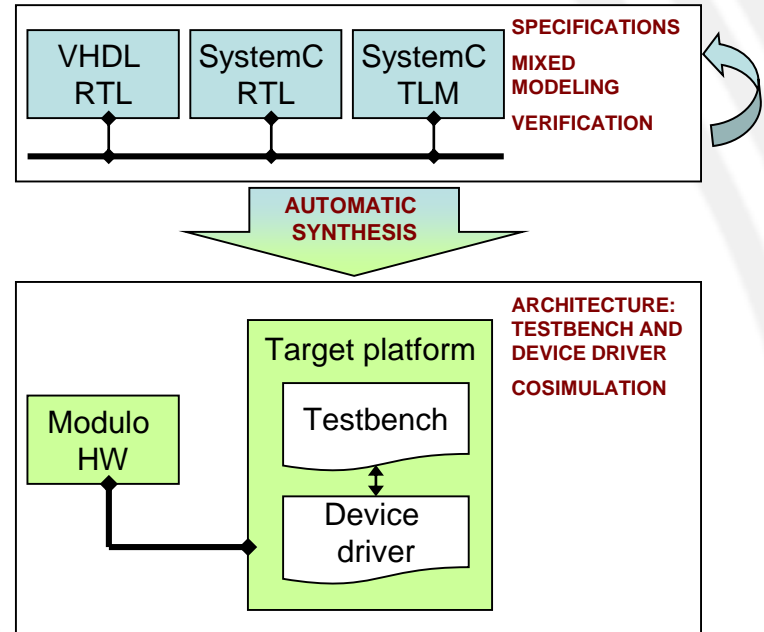 VHDL
RTL
SystemC
RTL
SystemC
TLM
SPECIFICATIONS
MIXED
MODELING
VERIFICATION
AUTOMATIC
SYNTHESIS
ARCHITECTURE:
TESTBENCH AND
DEVICE DRIVER
COSIMULATION
Target platform
Testbench
Device
driver
Modulo
HW